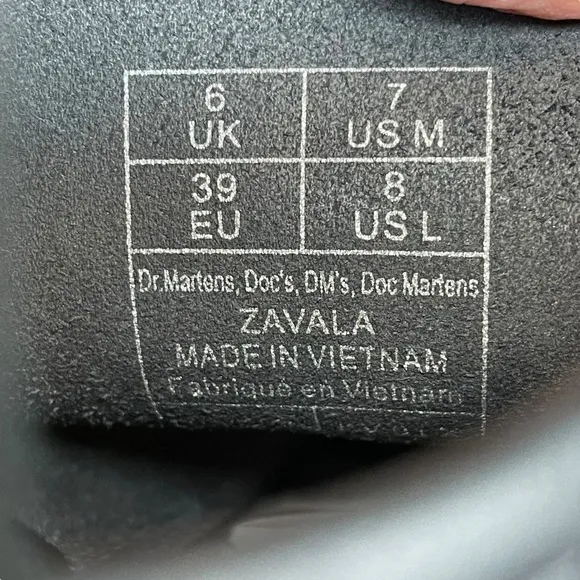 6 7
UK US M
39 8
EU US L
Dr.Martens, Doc's, DM's, Doc Martens
ZAVALA
MADE IN VIETNAM
Fabriqué en Vietnam